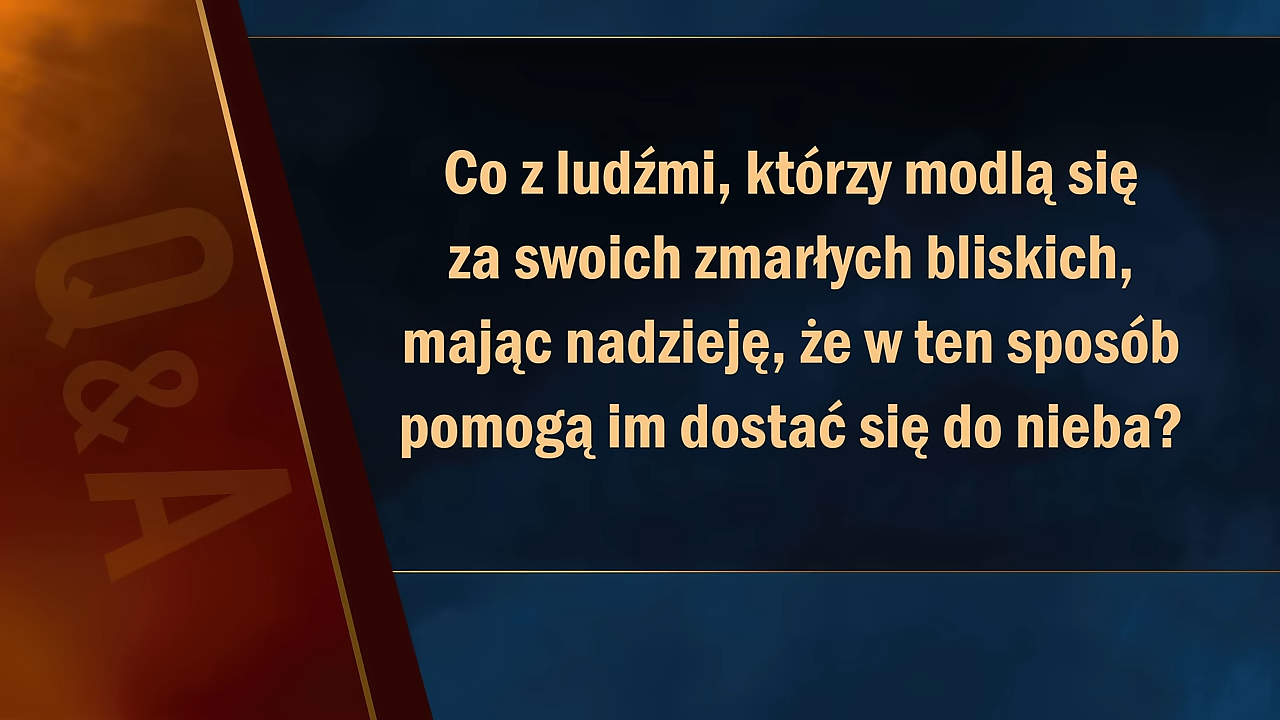 Q & A
Co z ludźmi, którzy modlą się
za swoich zmarłych bliskich,
mając nadzieję, że w ten sposób
pomogą im dostać się do nieba?